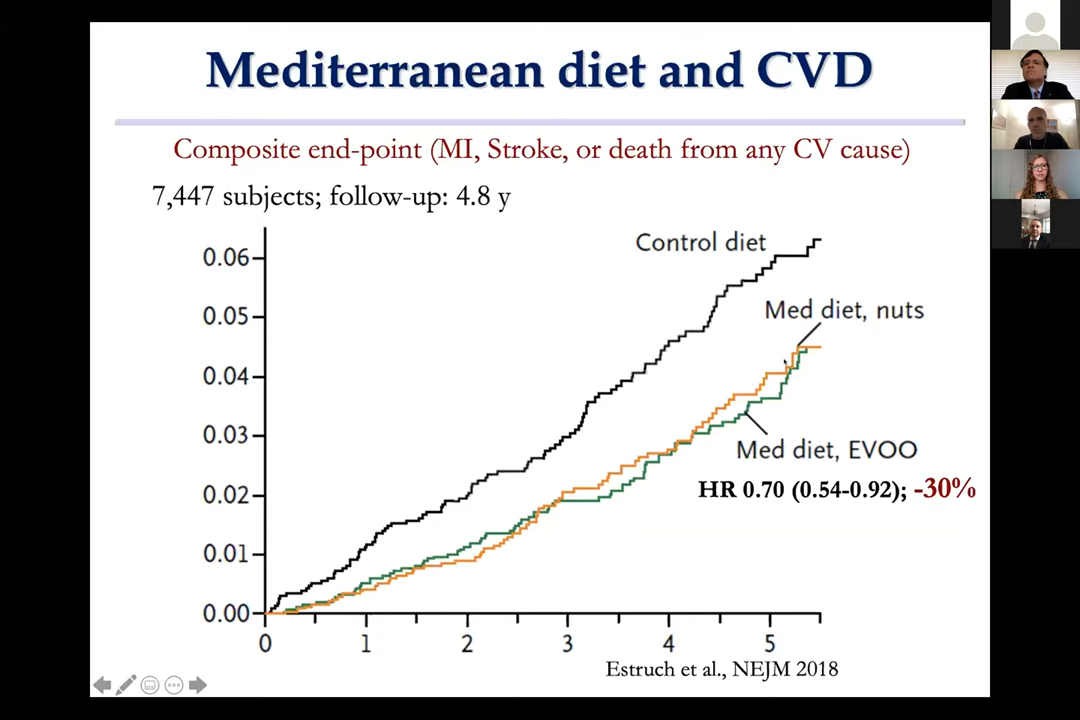 Mediterranean diet and CVD
Composite end-point (MI, Stroke, or death from any CV cause)
7,447 subjects; follow-up: 4.8 y
Control diet
0.06
0.05
Med diet, nuts
0.04
0.03
Med diet, EVOO
HR 0.70 (0.54-0.92); -30%
0.02
0.01
0.00
0 1 2 3 4 5
Estruch et al., NEJM 2018